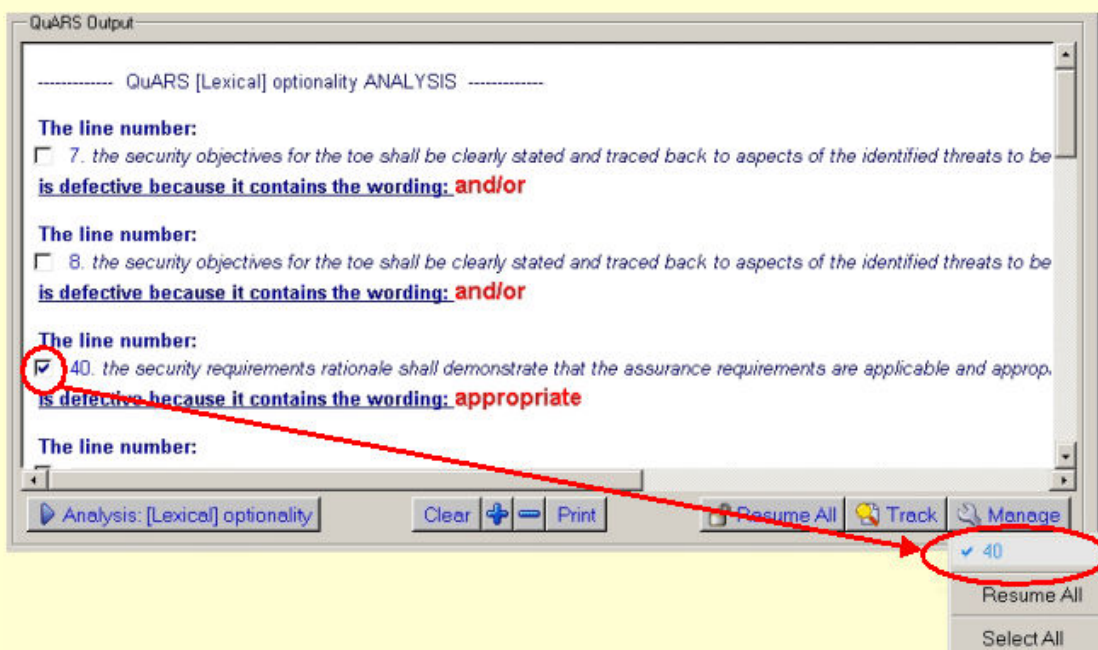 QuARS Output
------------- QuARS [Lexical] optionality ANALYSIS -------------
The line number:
7. the security objectives for the toe shall be clearly stated and traced back to aspects of the identified threats to be
is defective because it contains the wording: and/or
The line number:
8. the security objectives for the toe shall be clearly stated and traced back to aspects of the identified threats to be
is defective because it contains the wording: and/or
The line number:
40. the security requirements rationale shall demonstrate that the assurance requirements are applicable and approp
is defective because it contains the wording: appropriate
The line number:
Analysis: [Lexical] optionality Clear Print Resume All Track Manage
40
Resume All
Select All